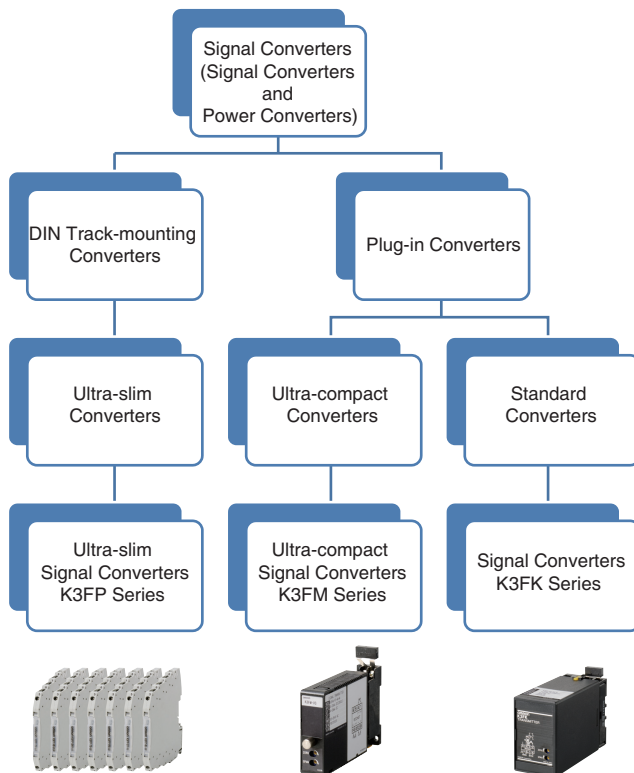 Signal Converters
(Signal Converters
and
Power Converters)
DIN Track-mounting
Converters
Plug-in Converters
Ultra-slim
Converters
Ultra-compact
Converters
Standard
Converters
Ultra-slim
Signal Converters
K3FP Series
Ultra-compact
Signal Converters
K3FM Series
Signal Converters
K3FK Series